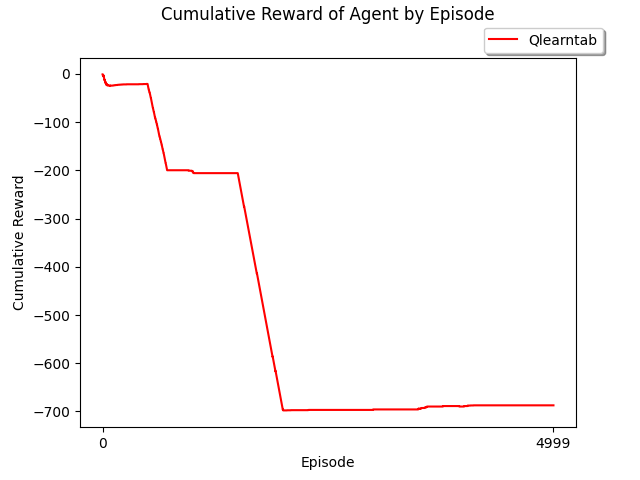 Cumulative Reward of Agent by Episode
Qlearntab
0
−100
−200
−300
−400
−500
−600
−700
Cumulative Reward
0
4999
Episode